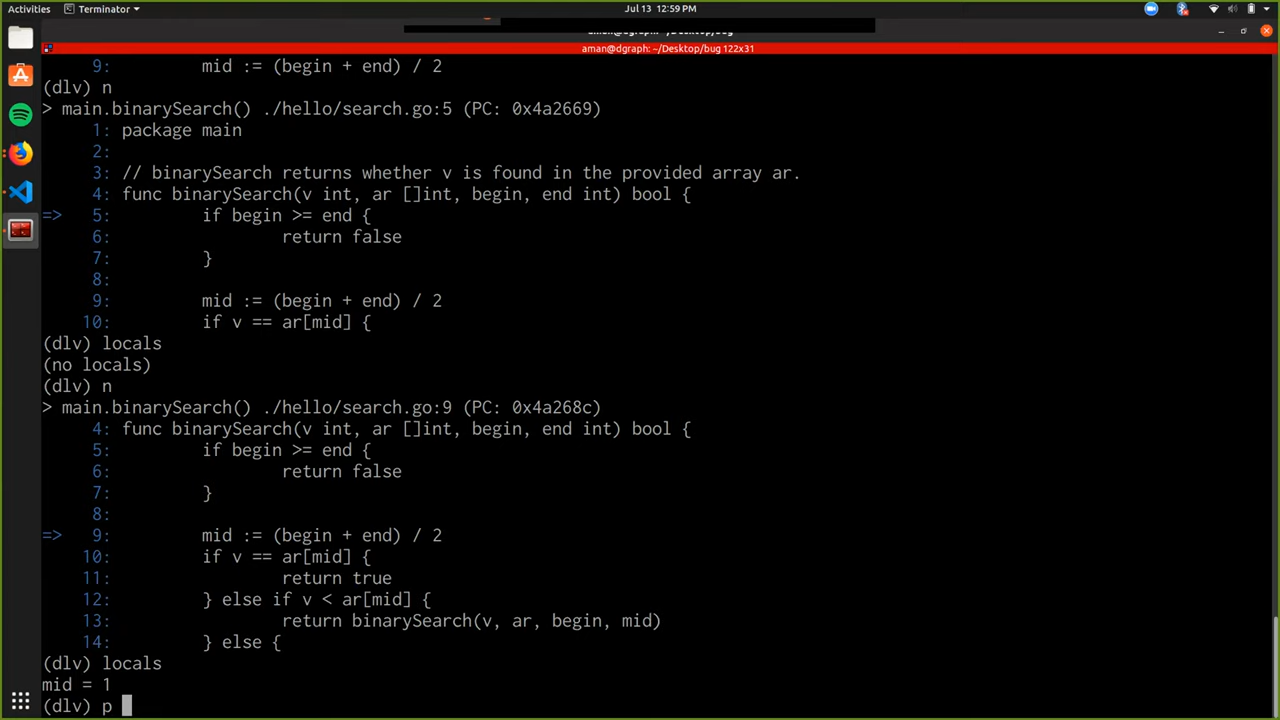 Activities
Terminator
Jul 13 12:59 PM
aman@dgraph: ~/Desktop/bug 122x31
9: mid := (begin + end) / 2
(dlv) n
> main.binarySearch() ./hello/search.go:5 (PC: 0x4a2669)
1: package main
2:
3: // binarySearch returns whether v is found in the provided array ar.
4: func binarySearch(v int, ar []int, begin, end int) bool {
=> 5: if begin >= end {
6: return false
7: }
8:
9: mid := (begin + end) / 2
10: if v == ar[mid] {
(dlv) locals
(no locals)
(dlv) n
> main.binarySearch() ./hello/search.go:9 (PC: 0x4a268c)
4: func binarySearch(v int, ar []int, begin, end int) bool {
5: if begin >= end {
6: return false
7: }
8:
=> 9: mid := (begin + end) / 2
10: if v == ar[mid] {
11: return true
12: } else if v < ar[mid] {
13: return binarySearch(v, ar, begin, mid)
14: } else {
(dlv) locals
mid = 1
(dlv) p